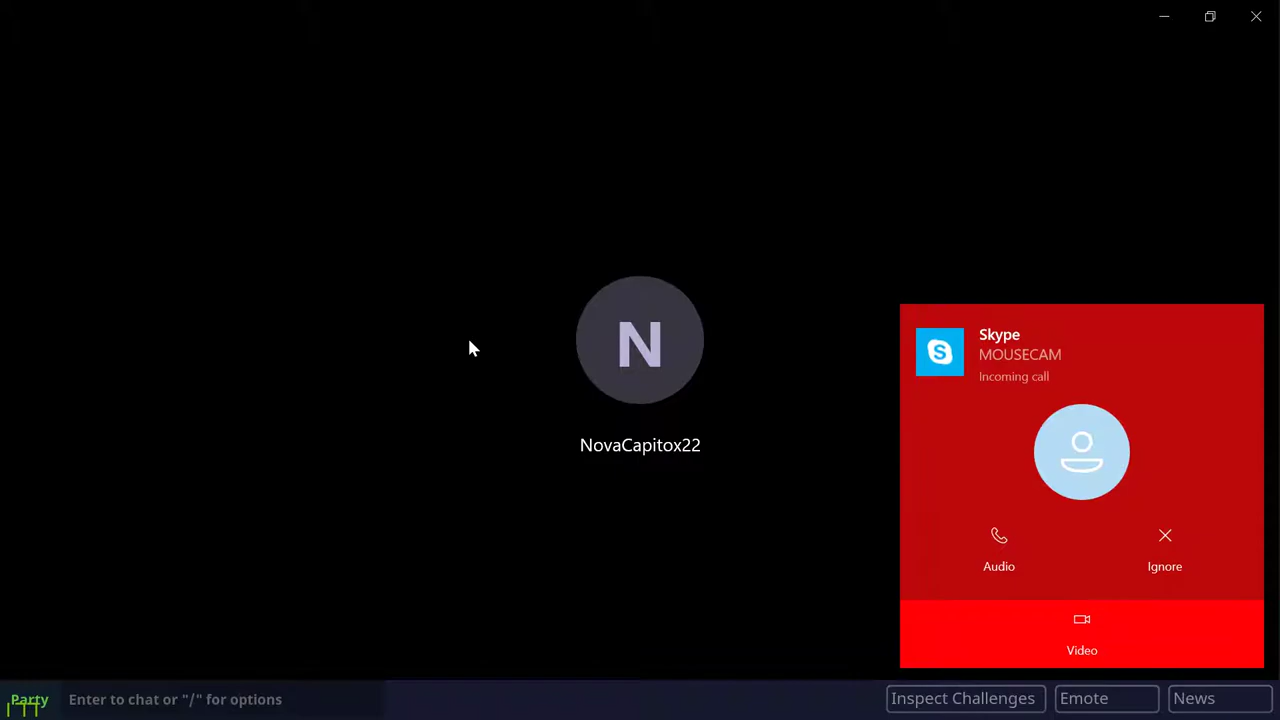 N
NovaCapitox22
Skype
MOUSECAM
Incoming call
Audio
Ignore
Video
Party
Enter to chat or "/" for options
Inspect Challenges
Emote
News